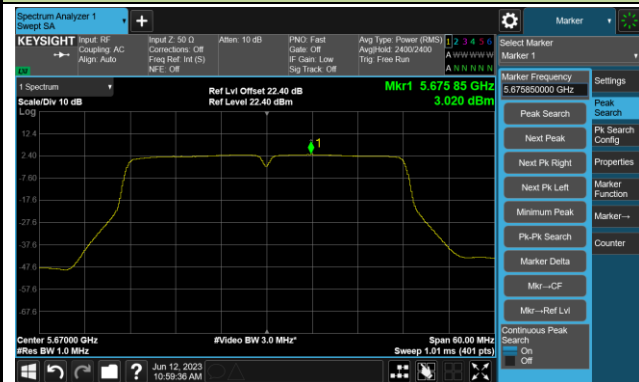 Spectrum Analyzer 1
Swept SA
+
Marker
KEYSIGHT
Input: RF
Coupling: AC
Align: Auto
Input Z: 50 Ω
Corrections: Off
Freq Ref: Int (S)
NFE: Off
Atten: 10 dB
PNO: Fast
Gate: Off
IF Gain: Low
Sig Track: Off
Avg Type: Power (RMS)
Avg|Hold: 2400/2400
Trig: Free Run
1 2 3 4 5 6
A W W W W W
A N N N N N
LXI
Select Marker
Marker 1
1 Spectrum
Scale/Div 10 dB
Log
Ref Lvl Offset 22.40 dB
Ref Level 22.40 dBm
Mkr1 5.675 85 GHz
3.020 dBm
1
12.4
2.40
-7.60
-17.6
-27.6
-37.6
-47.6
-57.6
-67.6
Center 5.67000 GHz
#Res BW 1.0 MHz
#Video BW 3.0 MHz*
Span 60.00 MHz
Sweep 1.01 ms (401 pts)
Marker Frequency
5.675850000 GHz
Peak Search
Next Peak
Next Pk Right
Next Pk Left
Minimum Peak
Pk-Pk Search
Marker Delta
Mkr→CF
Mkr→Ref Lvl
Continuous Peak
Search
On
Off
Settings
Peak
Search
Pk Search
Config
Properties
Marker
Function
Marker→
Counter
?
Jun 12, 2023
10:59:36 AM